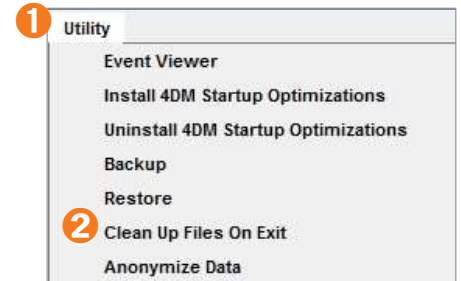 1 Utility
Event Viewer
Install 4DM Startup Optimizations
Uninstall 4DM Startup Optimizations
Backup
Restore
2 Clean Up Files On Exit
Anonymize Data